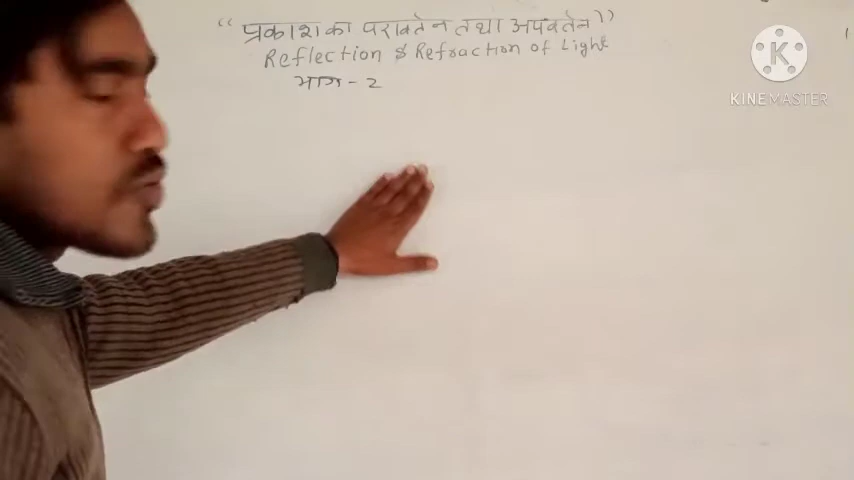 “प्रकाश का परावर्तन तथा अपवर्तन”
Reflection & Refraction of Light
भाग - 2
KINEMASTER